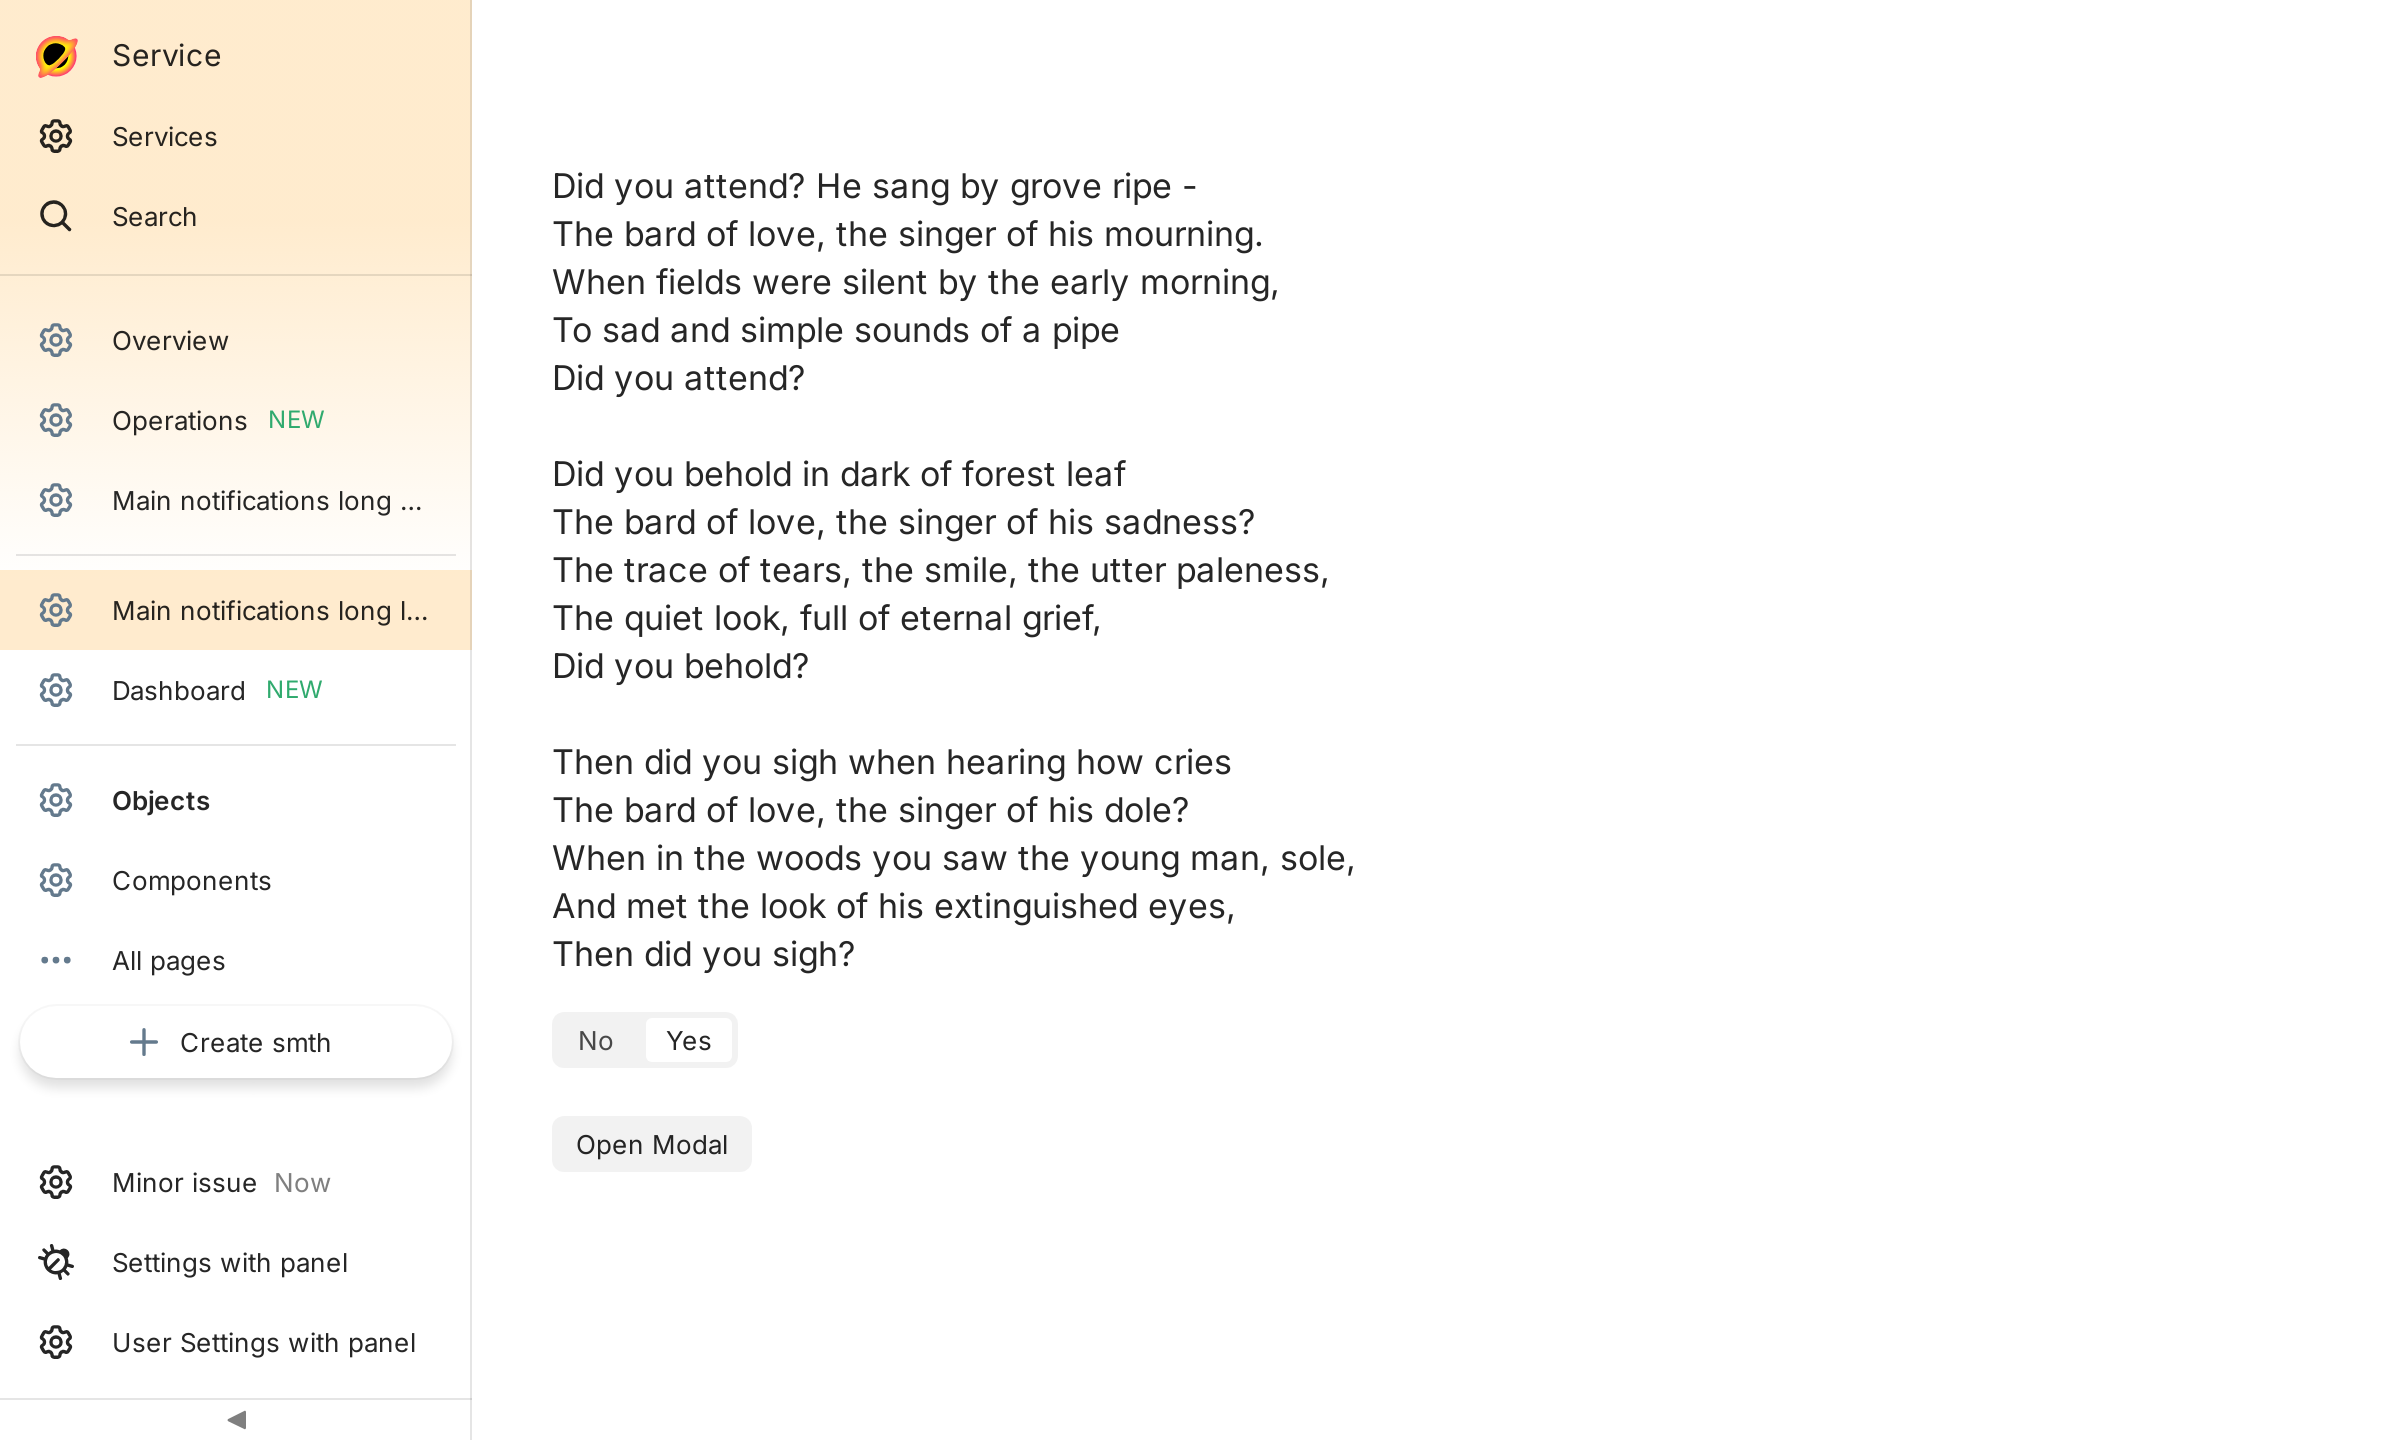 Service
Services
Search
Overview
Operations NEW
Main notifications long ...
Main notifications long l...
Dashboard NEW
Objects
Components
All pages
Create smth
Minor issue Now
Settings with panel
User Settings with panel
Did you attend? He sang by grove ripe -
The bard of love, the singer of his mourning.
When fields were silent by the early morning,
To sad and simple sounds of a pipe
Did you attend?
Did you behold in dark of forest leaf
The bard of love, the singer of his sadness?
The trace of tears, the smile, the utter paleness,
The quiet look, full of eternal grief,
Did you behold?
Then did you sigh when hearing how cries
The bard of love, the singer of his dole?
When in the woods you saw the young man, sole,
And met the look of his extinguished eyes,
Then did you sigh?
No Yes
Open Modal